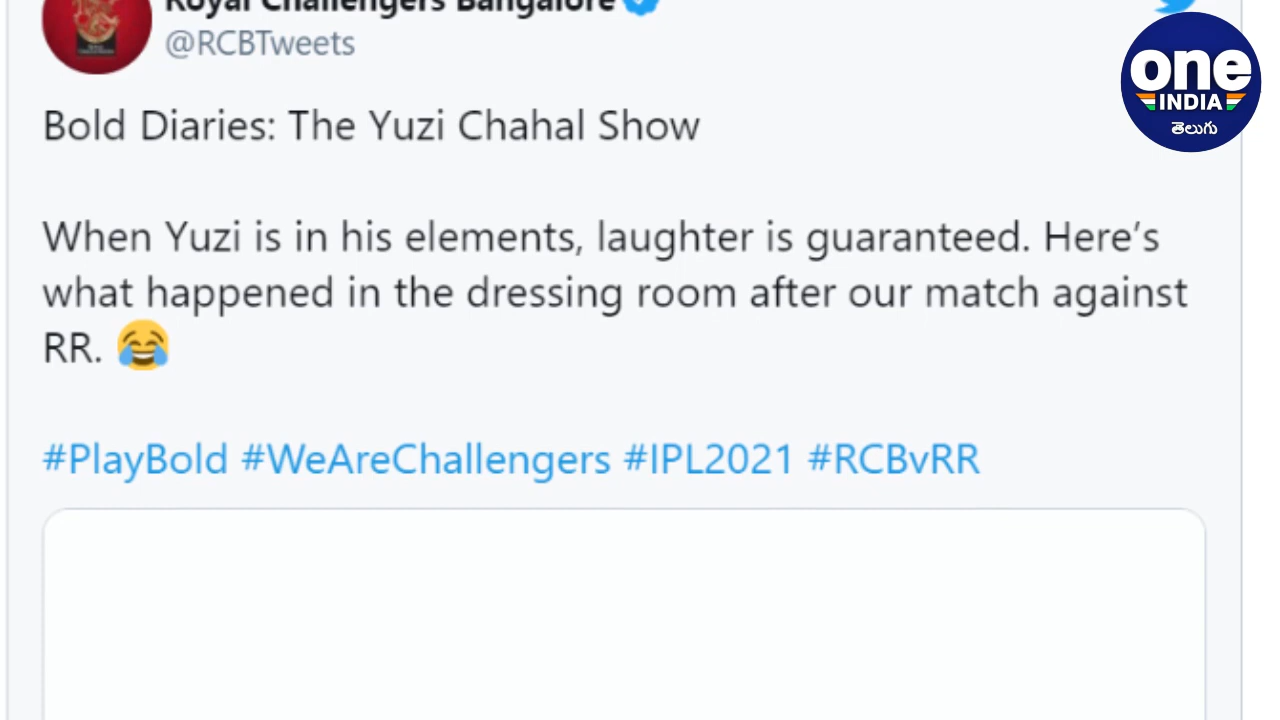 Royal Challengers Bangalore
@RCBTweets
one
INDIA
తెలుగు
Bold Diaries: The Yuzi Chahal Show
When Yuzi is in his elements, laughter is guaranteed. Here’s
what happened in the dressing room after our match against
RR. 😂
#PlayBold #WeAreChallengers #IPL2021 #RCBvRR